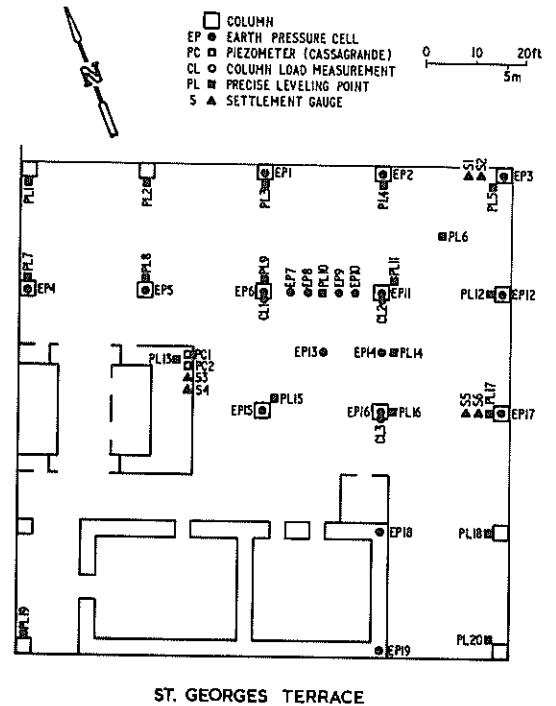 COLUMN
EP EARTH PRESSURE CELL
PC PIEZOMETER (CASSAGRANDE)
CL COLUMN LOAD MEASUREMENT
PL PRECISE LEVELING POINT
S SETTLEMENT GAUGE
0 10 20ft
5m
N
PL1
PL2
EP1
PL3
EP2
PL4
S1
S2
EP3
PL5
PL6
PL7
EP4
PL8
EP5
PL9
EP6
CL1
EP7
EP8
PL10
EP9
EP10
PL11
EP11
CL2
PL12
EP12
PL13
PC1
PC2
S3
S4
EP13
EP14
PL14
EP15
PL15
EP16
PL16
CL3
S5
S6
PL17
EP17
EP18
PL18
PL19
EP19
PL20
ST. GEORGES TERRACE